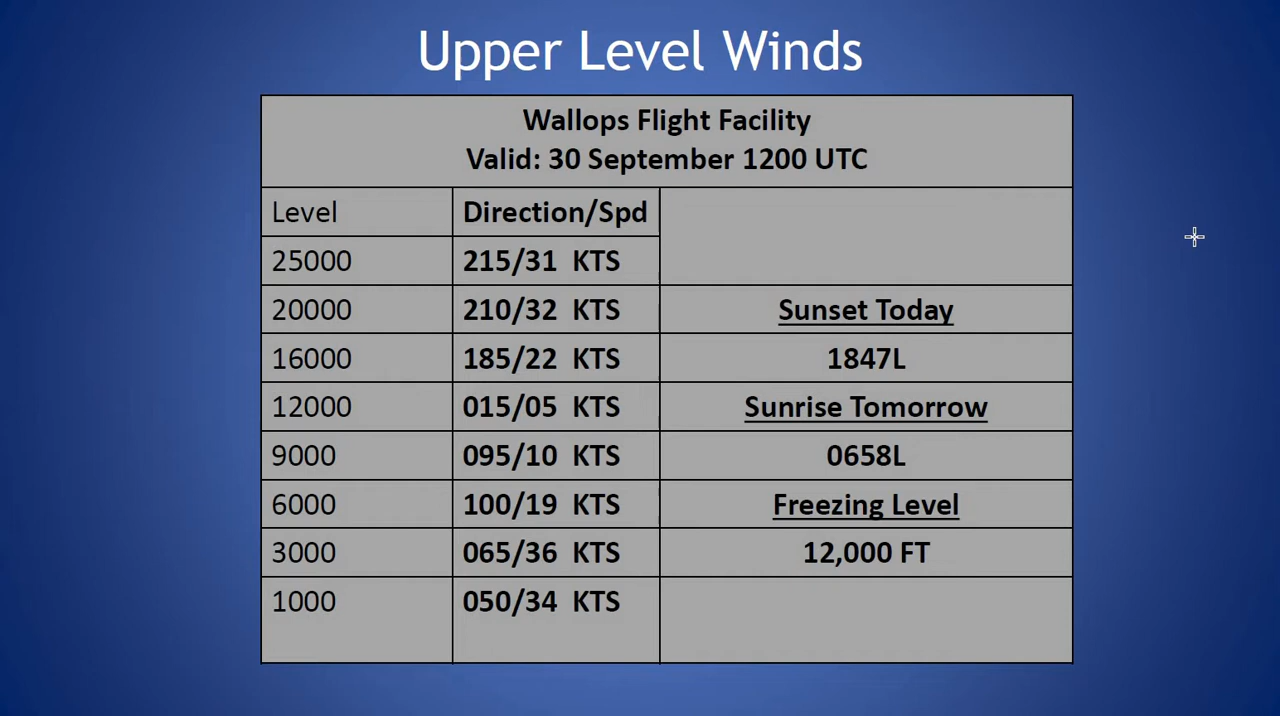 Upper Level Winds
Wallops Flight Facility
Valid: 30 September 1200 UTC
Level Direction/Spd
25000 215/31 KTS
20000 210/32 KTS Sunset Today
16000 185/22 KTS 1847L
12000 015/05 KTS Sunrise Tomorrow
9000 095/10 KTS 0658L
6000 100/19 KTS Freezing Level
3000 065/36 KTS 12,000 FT
1000 050/34 KTS